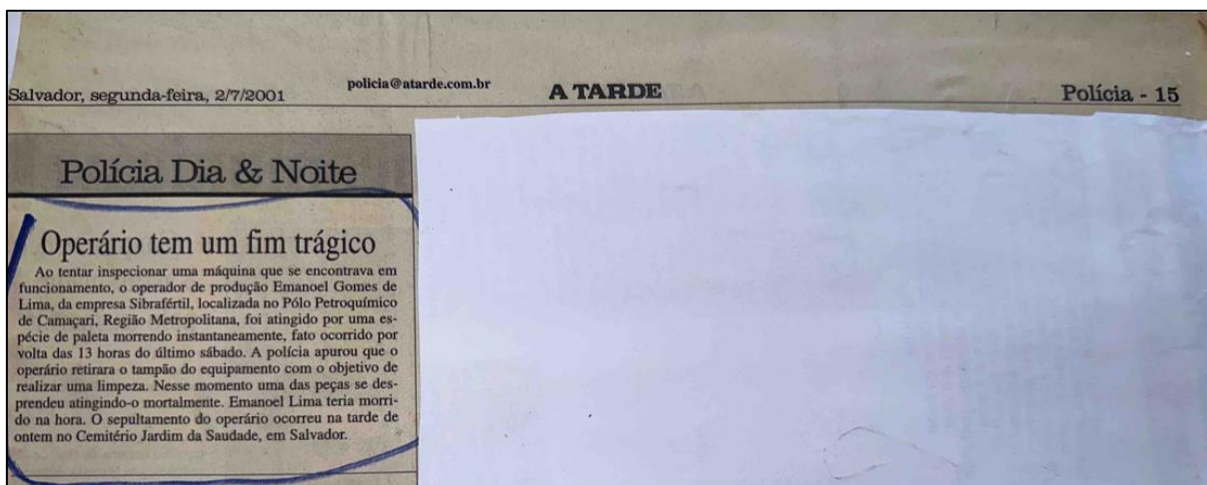 Salvador, segunda-feira, 2/7/2001 policia@atarde.com.br A TARDE Polícia - 15
Polícia Dia & Noite
Operário tem um fim trágico
Ao tentar inspecionar uma máquina que se encontrava em
funcionamento, o operador de produção Emanoel Gomes de
Lima, da empresa Sibrafértil, localizada no Pólo Petroquímico
de Camaçari, Região Metropolitana, foi atingido por uma es-
pécie de paleta morrendo instantaneamente, fato ocorrido por
volta das 13 horas do último sábado. A polícia apurou que o
operário retirara o tampão do equipamento com o objetivo de
realizar uma limpeza. Nesse momento uma das peças se des-
prendeu atingindo-o mortalmente. Emanoel Lima teria morri-
do na hora. O sepultamento do operário ocorreu na tarde de
ontem no Cemitério Jardim da Saudade, em Salvador.